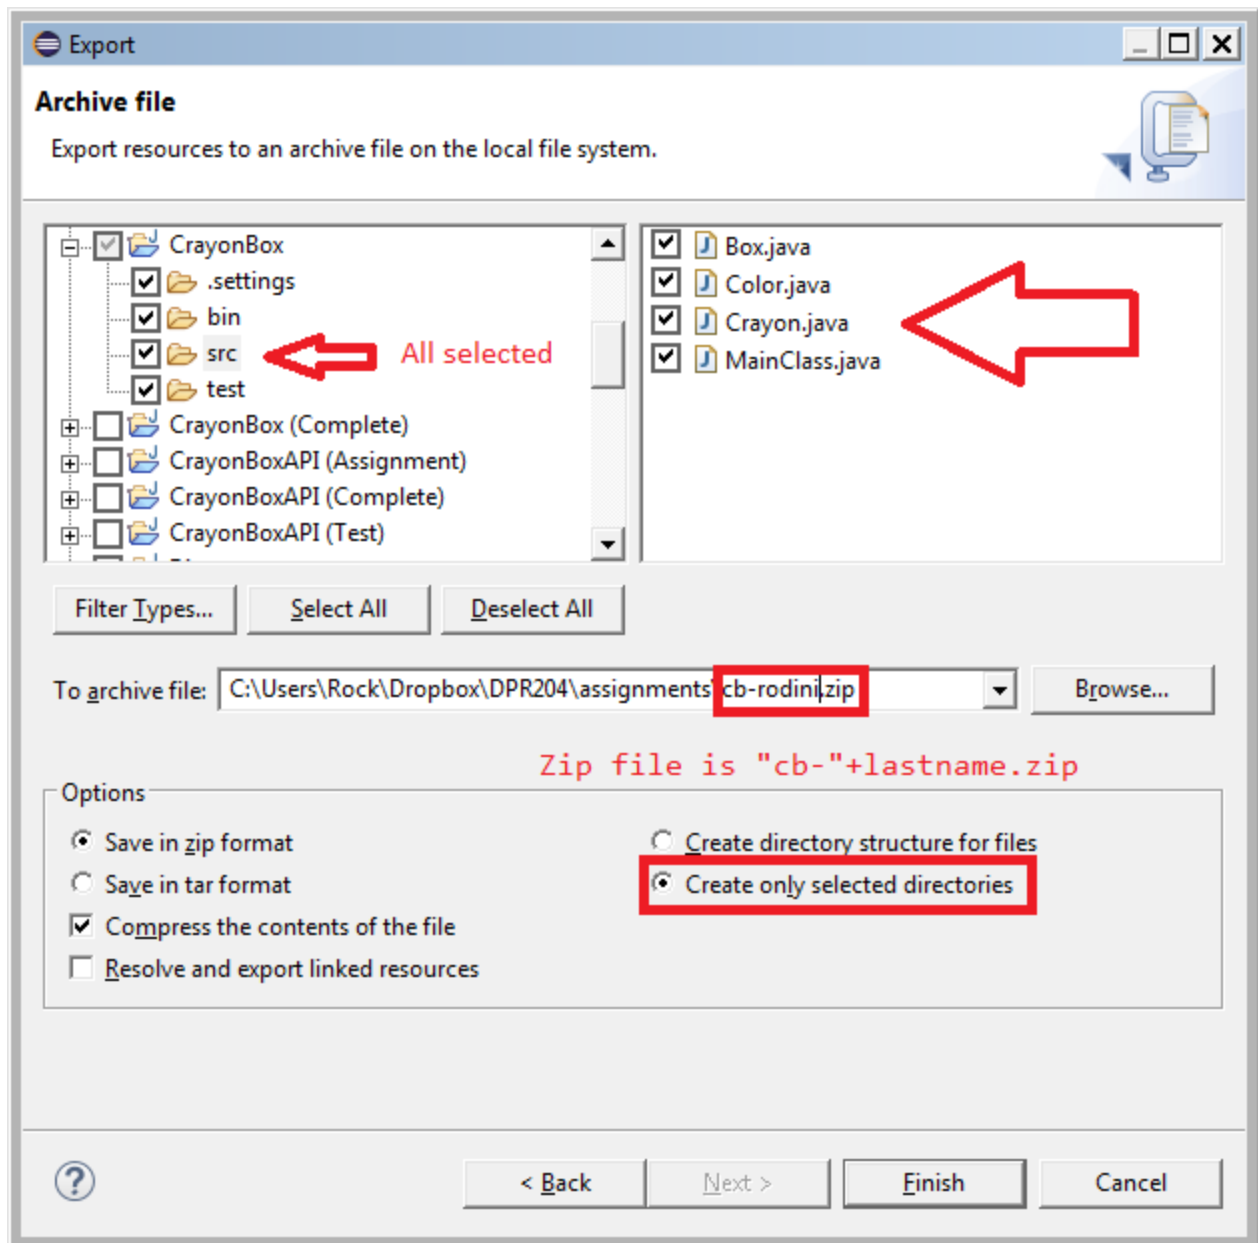 Export
Archive file
Export resources to an archive file on the local file system.
CrayonBox
.settings
bin
src
All selected
test
CrayonBox (Complete)
CrayonBoxAPI (Assignment)
CrayonBoxAPI (Complete)
CrayonBoxAPI (Test)
Box.java
Color.java
Crayon.java
MainClass.java
Filter Types... Select All Deselect All
To archive file: C:\Users\Rock\Dropbox\DPR204\assignments\cb-rodini.zip Browse...
Zip file is "cb-"+lastname.zip
Options
Save in zip format
Save in tar format
Compress the contents of the file
Resolve and export linked resources
Create directory structure for files
Create only selected directories
? < Back Next > Finish Cancel